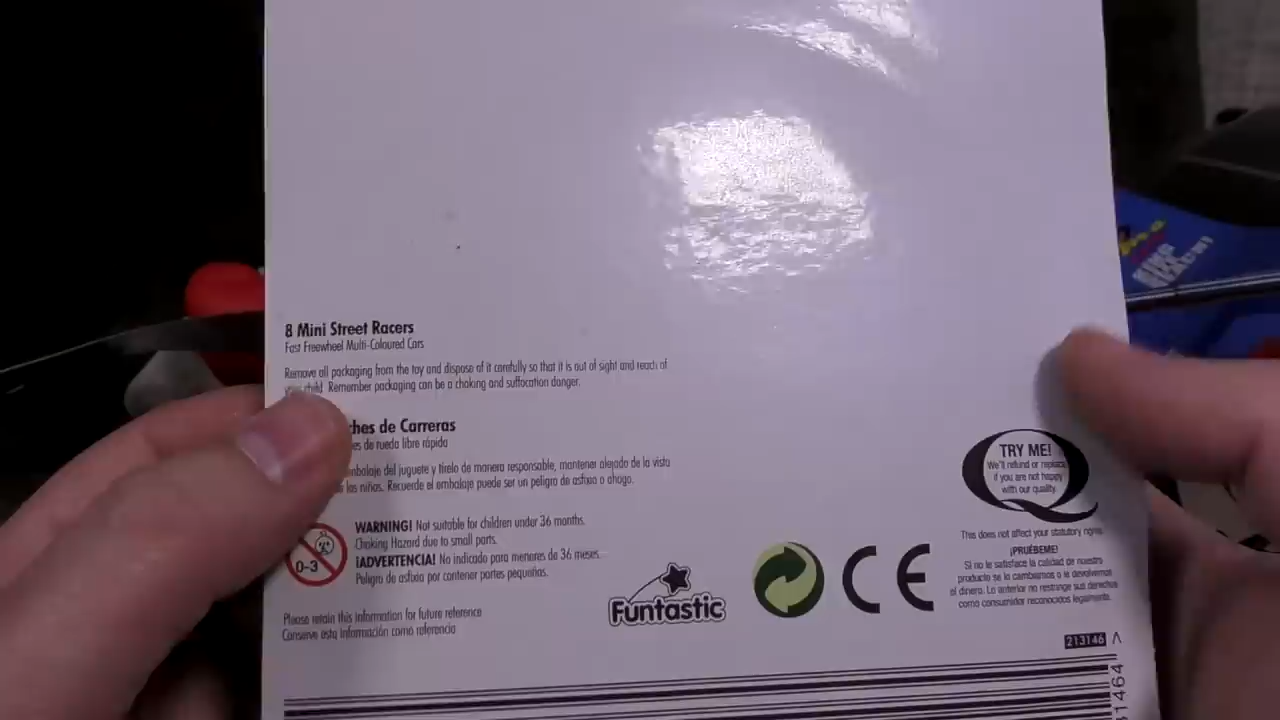 8 Mini Street Racers
Fast Freewheel Multi-Coloured Cars
Remove all packaging from the toy and dispose of it carefully so that it is out of sight and reach of
your child. Remember packaging can be a choking and suffocation danger.
ches de Carreras
es de rueda libre rápida
mbalaje del juguete y tírelo de manera responsable, mantener alejado de la vista
los niños. Recuerde el embalaje puede ser un peligro de asfixia o ahogo.
0-3
WARNING! Not suitable for children under 36 months.
Choking Hazard due to small parts.
¡ADVERTENCIA! No indicado para menores de 36 meses.
Peligro de asfixia por contener partes pequeñas.
Please retain this information for future reference
Conserve esta información como referencia
Funtastic
CE
TRY ME!
We'll refund or replace
if you are not happy
with our quality.
This does not affect your statutory rights.
¡PRUÉBEME!
Si no le satisface la calidad de nuestro
producto se lo cambiamos o le devolvemos
el dinero. Lo anterior no restringe sus derechos
como consumidor reconocidos legalmente.
213146